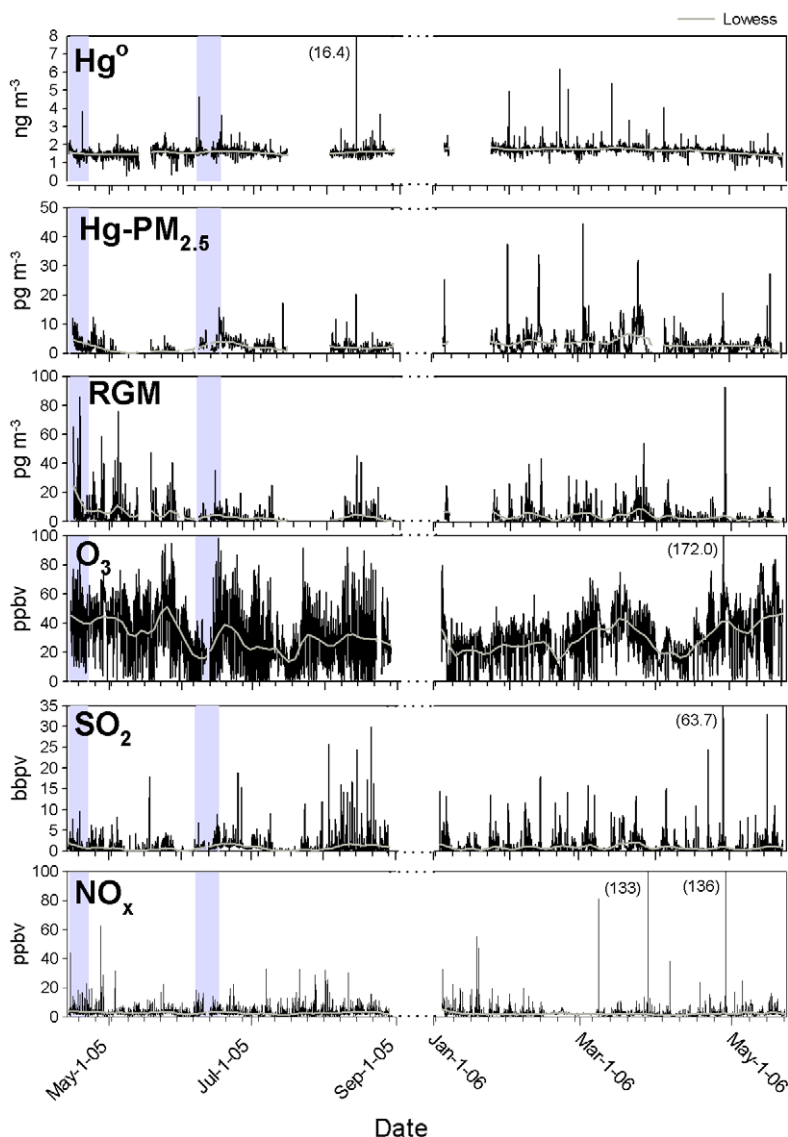 Lowess
8
7
6
5
4
3
2
1
0
ng m-3
Hg⁰
(16.4)
50
40
30
20
10
0
pg m-3
Hg-PM2.5
100
80
60
40
20
0
pg m-3
RGM
100
80
60
40
20
0
ppbv
O3
(172.0)
35
30
25
20
15
10
5
0
bbpv
SO2
(63.7)
100
80
60
40
20
0
ppbv
NOx
(133)
(136)
May-1-05
Jul-1-05
Sep-1-05
Jan-1-06
Mar-1-06
May-1-06
Date